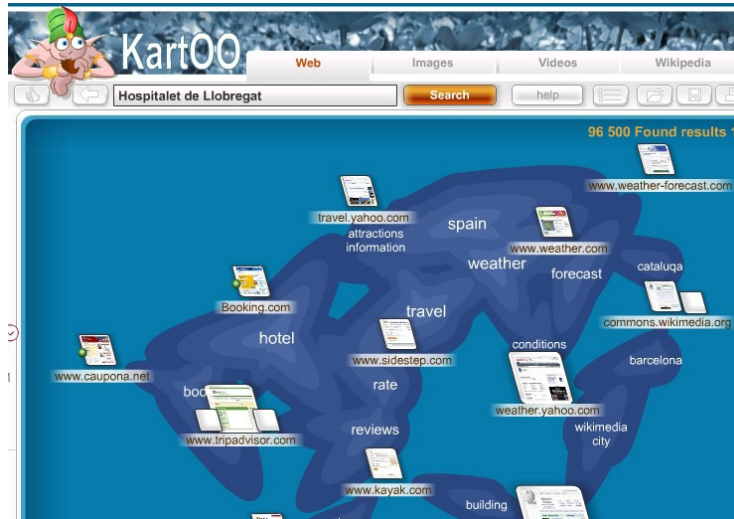 KartOO
Web
Images
Videos
Wikipedia
Hospitalet de Llobregat
Search
help
96 500 Found results
www.weather-forecast.com
travel.yahoo.com
attractions
information
spain
www.weather.com
weather
forecast
cataluqa
Booking.com
commons.wikimedia.org
travel
hotel
conditions
www.sidestep.com
barcelona
www.caupona.net
rate
boo
weather.yahoo.com
www.tripadvisor.com
wikimedia
city
reviews
www.kayak.com
building